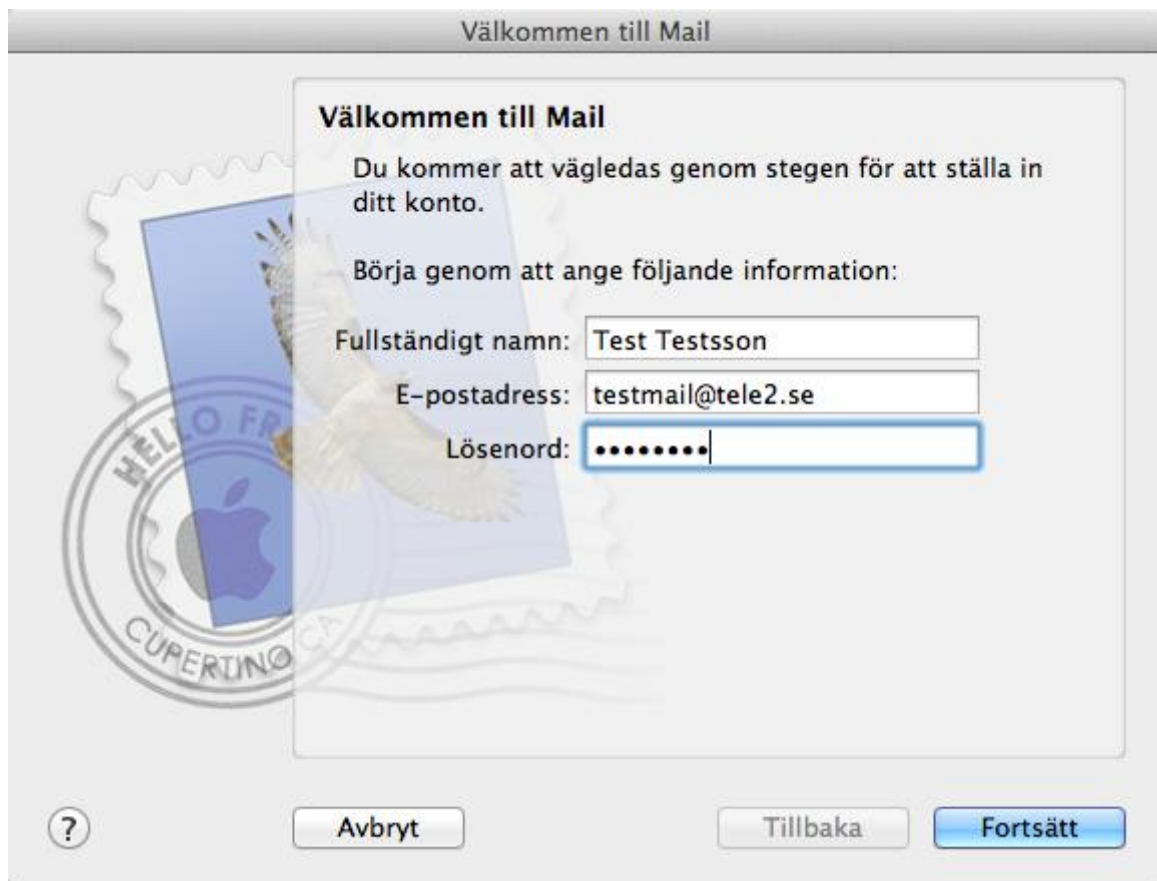 Välkommen till Mail
Välkommen till Mail
Du kommer att vägledas genom stegen för att ställa in
ditt konto.
Börja genom att ange följande information:
Fullständigt namn: Test Testsson
E-postadress: testmail@tele2.se
Lösenord: ••••••••
HELLO FR
CUPERTINO CA
? Avbryt Tillbaka Fortsätt